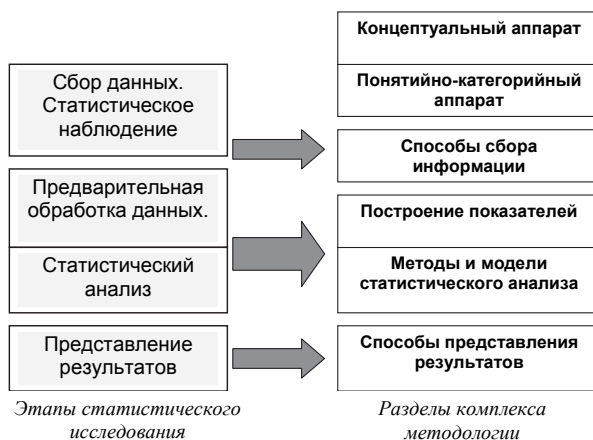 Сбор данных.
Статистическое
наблюдение
Предварительная
обработка данных.
Статистический
анализ
Представление
результатов
Этапы статистического
исследования
Концептуальный аппарат
Понятийно-категорийный
аппарат
Способы сбора
информации
Построение показателей
Методы и модели
статистического анализа
Способы представления
результатов
Разделы комплекса
методологии